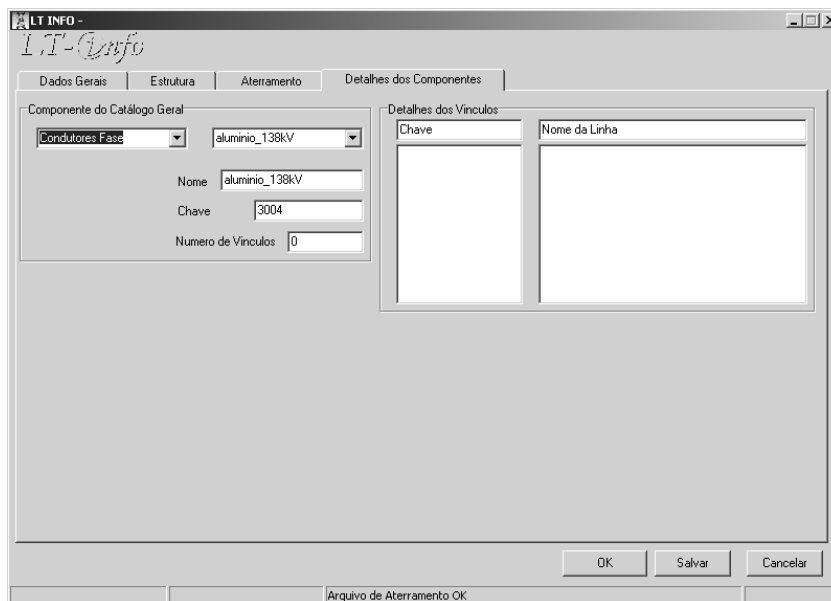 LT INFO -
LT-Info
Dados Gerais
Estrutura
Aterramento
Detalhes dos Componentes
Componente do Catálogo Geral
Condutores Fase
aluminio_138kV
Nome
aluminio_138kV
Chave
3004
Numero de Vinculos
0
Detalhes dos Vinculos
Chave
Nome da Linha
OK
Salvar
Cancelar
Arquivo de Aterramento OK